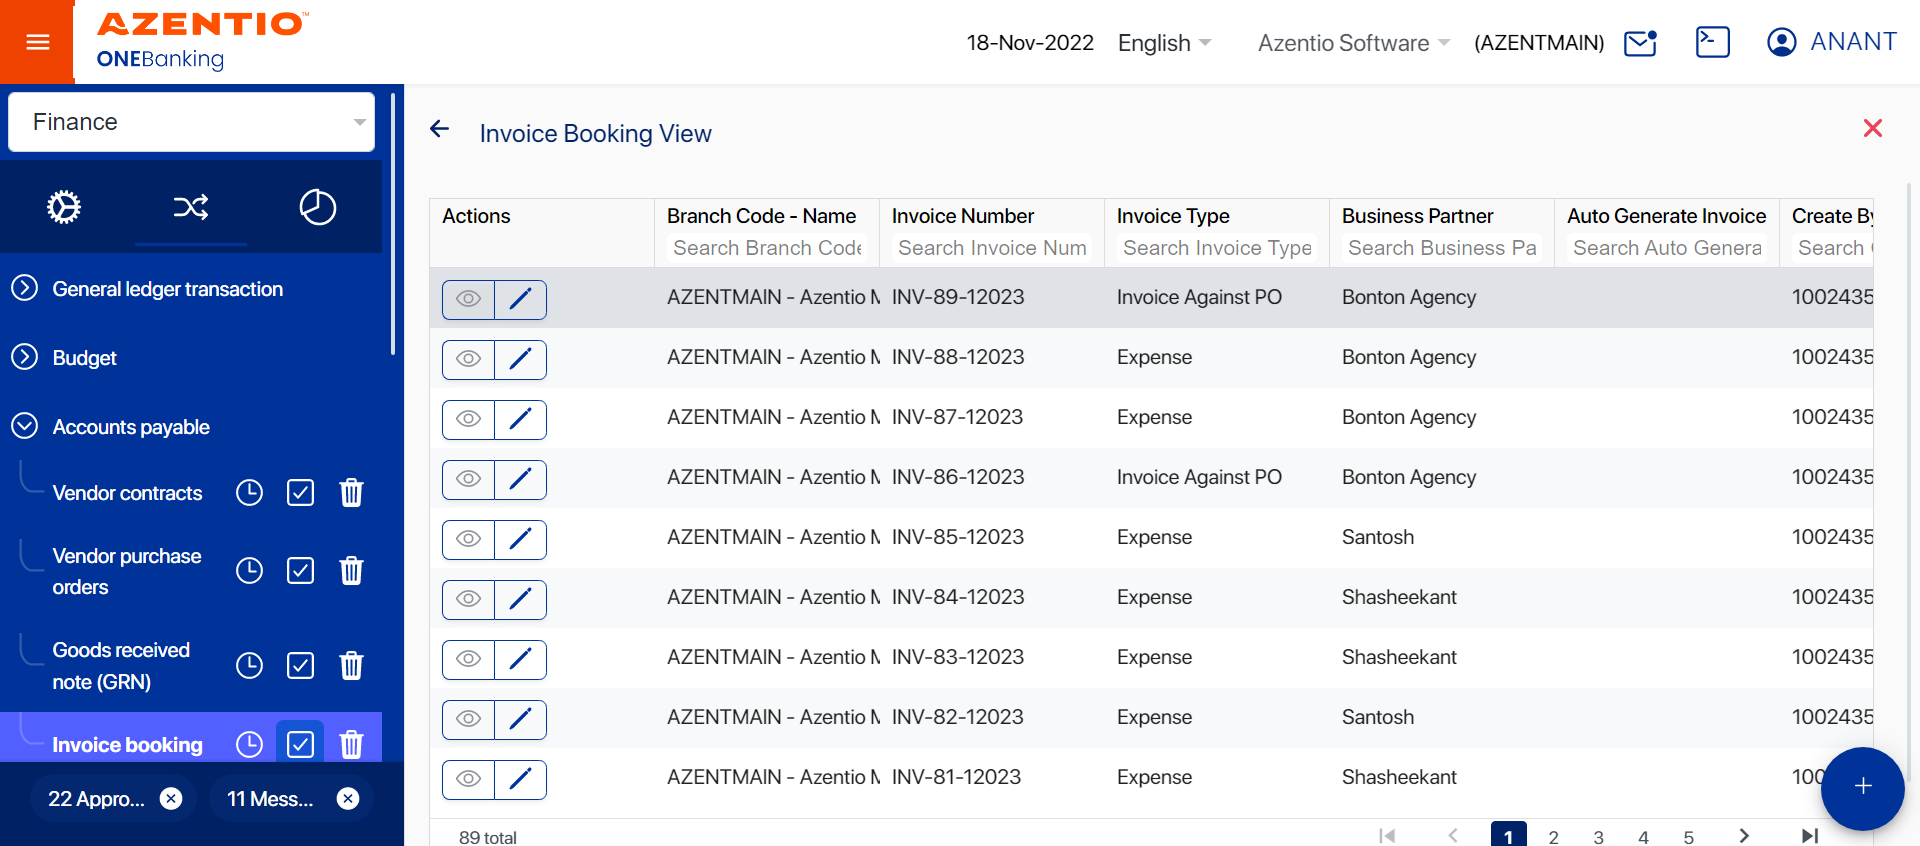 AZENTIO™
ONEBanking
18-Nov-2022 English Azentio Software (AZENTMAIN) ANANT
Finance
General ledger transaction
Budget
Accounts payable
Vendor contracts
Vendor purchase
orders
Goods received
note (GRN)
Invoice booking
22 Appro... 11 Mess...
Invoice Booking View
Actions Branch Code - Name Invoice Number Invoice Type Business Partner Auto Generate Invoice Create By
Search Branch Code Search Invoice Num Search Invoice Type Search Business Pa Search Auto Genera Search
AZENTMAIN - Azentio M INV-89-12023 Invoice Against PO Bonton Agency 1002435
AZENTMAIN - Azentio M INV-88-12023 Expense Bonton Agency 1002435
AZENTMAIN - Azentio M INV-87-12023 Expense Bonton Agency 1002435
AZENTMAIN - Azentio M INV-86-12023 Invoice Against PO Bonton Agency 1002435
AZENTMAIN - Azentio M INV-85-12023 Expense Santosh 1002435
AZENTMAIN - Azentio M INV-84-12023 Expense Shasheekant 1002435
AZENTMAIN - Azentio M INV-83-12023 Expense Shasheekant 1002435
AZENTMAIN - Azentio M INV-82-12023 Expense Santosh 1002435
AZENTMAIN - Azentio M INV-81-12023 Expense Shasheekant 100
89 total 1 2 3 4 5